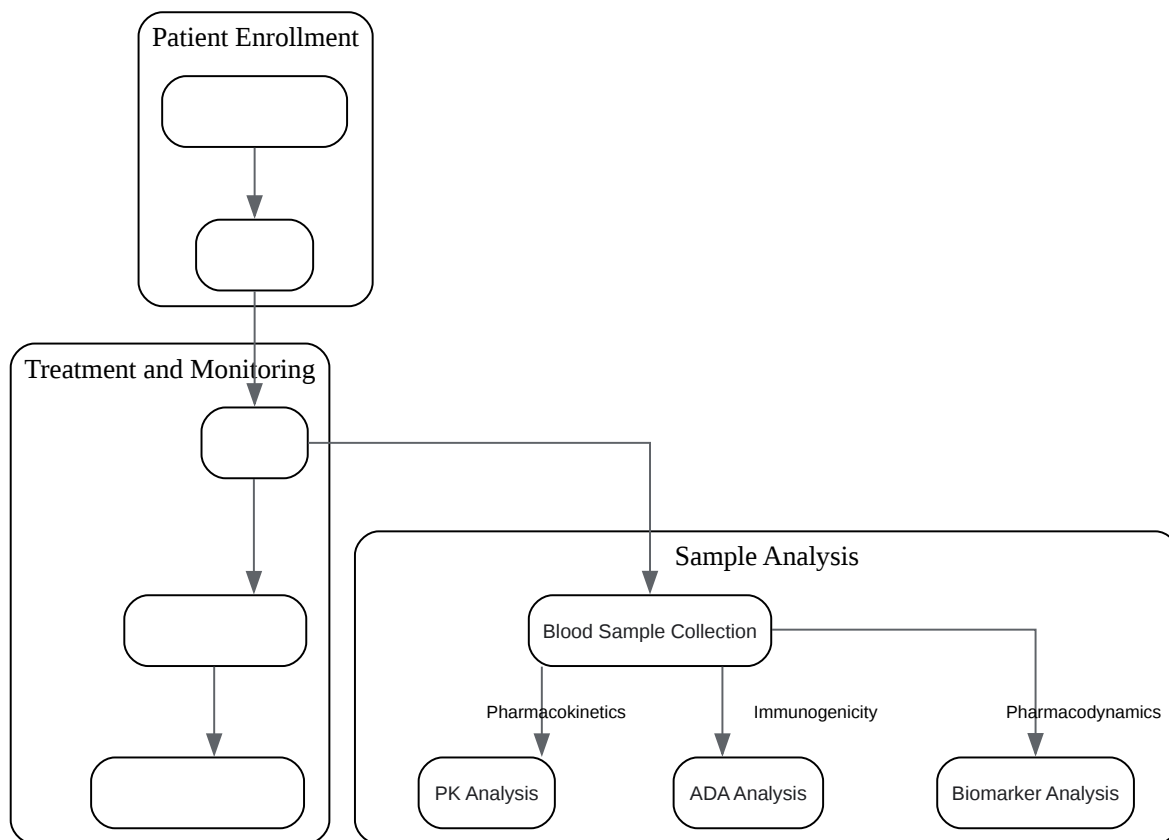 Patient Enrollment
Treatment and Monitoring
Sample Analysis
Blood Sample Collection
Pharmacokinetics
Immunogenicity
Pharmacodynamics
PK Analysis
ADA Analysis
Biomarker Analysis